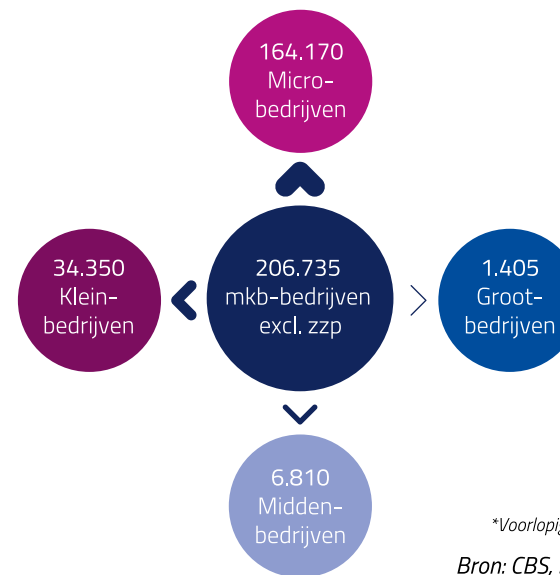 164.170
Micro-
bedrijven
34.350
Klein-
bedrijven
206.735
mkb-bedrijven
excl. zzp
1.405
Groot-
bedrijven
6.810
Midden-
bedrijven
Bron: CBS,